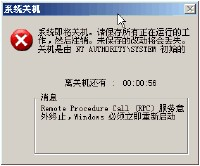 系统关机
系统即将关机。请保存所有正在运行的工
作，然后注销。未保存的改动将会丢失。
关机是由 NT AUTHORITY\SYSTEM 初始的
离关机还有 : 00:00:56
消息
Remote Procedure Call (RPC) 服务意
外终止，Windows 必须立即重新启动